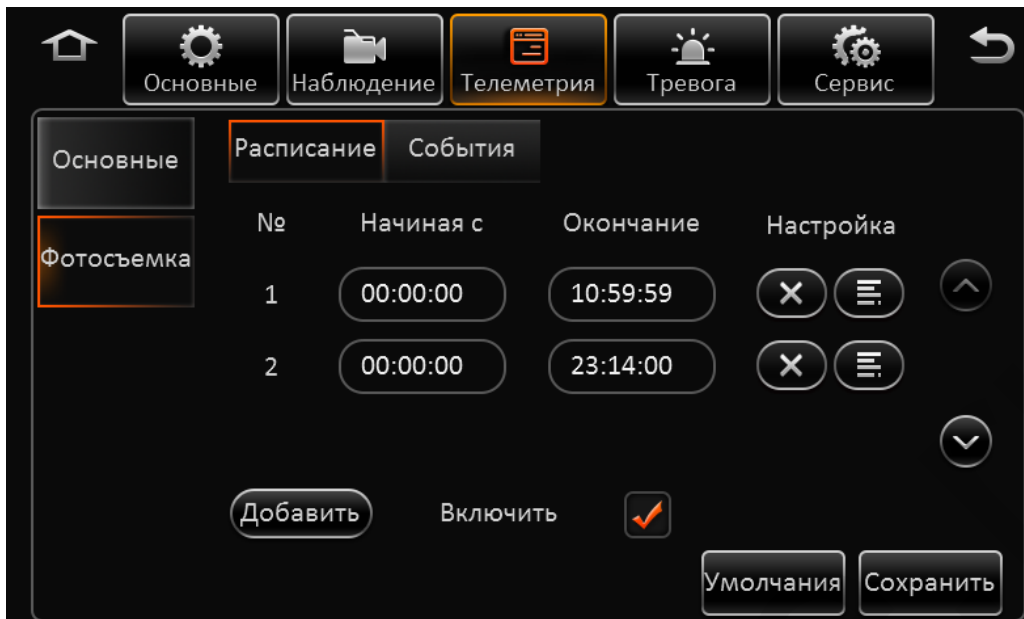 Основные Наблюдение Телеметрия Тревога Сервис
Основные
Фотосъемка
Расписание События
№ Начиная с Окончание Настройка
1 00:00:00 10:59:59
2 00:00:00 23:14:00
Добавить Включить
Умолчания Сохранить